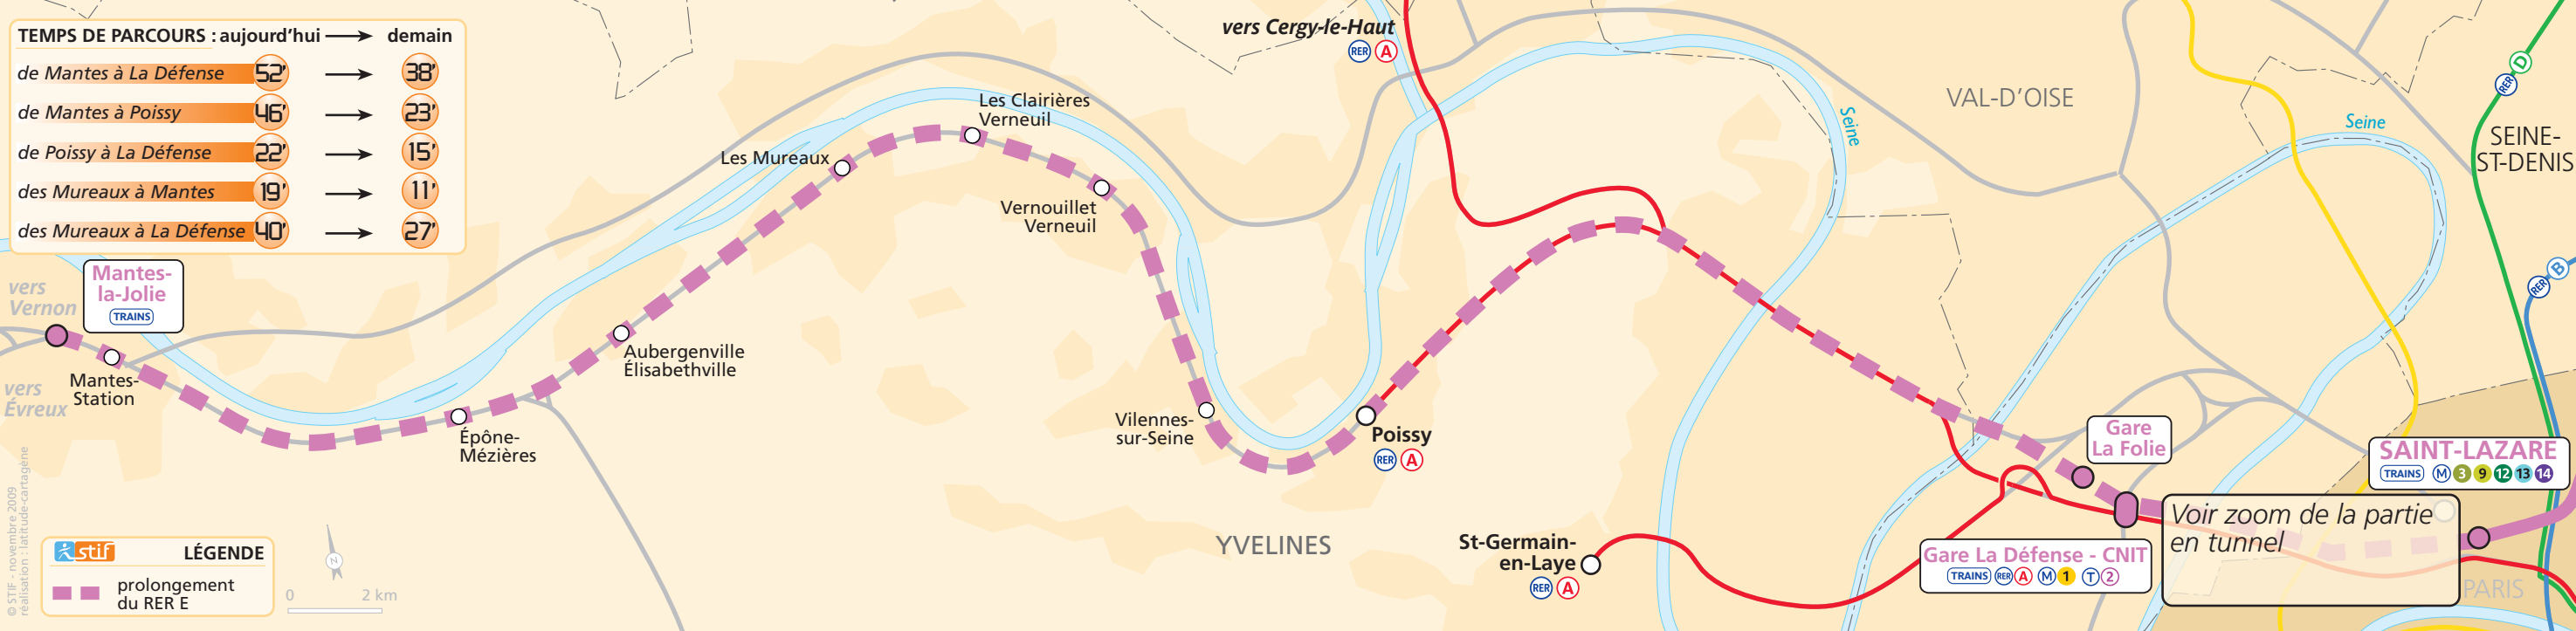 TEMPS DE PARCOURS : aujourd'hui demain
de Mantes à La Défense 52' 38'
de Mantes à Poissy 46' 23'
de Poissy à La Défense 22' 15'
des Mureaux à Mantes 19' 11'
des Mureaux à La Défense 40' 27'
vers
Vernon
Mantes-
la-Jolie
TRAINS
vers
Évreux
Mantes-
Station
Épône-
Mézières
Aubergenville
Élisabethville
Les Mureaux
Les Clairières
Verneuil
Vernouillet
Verneuil
Vilennes-
sur-Seine
Poissy
RER A
vers Cergy-le-Haut
RER A
YVELINES
St-Germain-
en-Laye
RER A
Seine
VAL-D'OISE
Seine
RER D
SEINE-
ST-DENIS
RER B
Gare
La Folie
SAINT-LAZARE
TRAINS M 3 9 12 13 14
Gare La Défense - CNIT
TRAINS RER A M 1 T 2
Voir zoom de la partie
en tunnel
PARIS
stif LÉGENDE
prolongement
du RER E
N
0 2 km
© STIF - novembre 2009
réalisation : latitude-cartagène